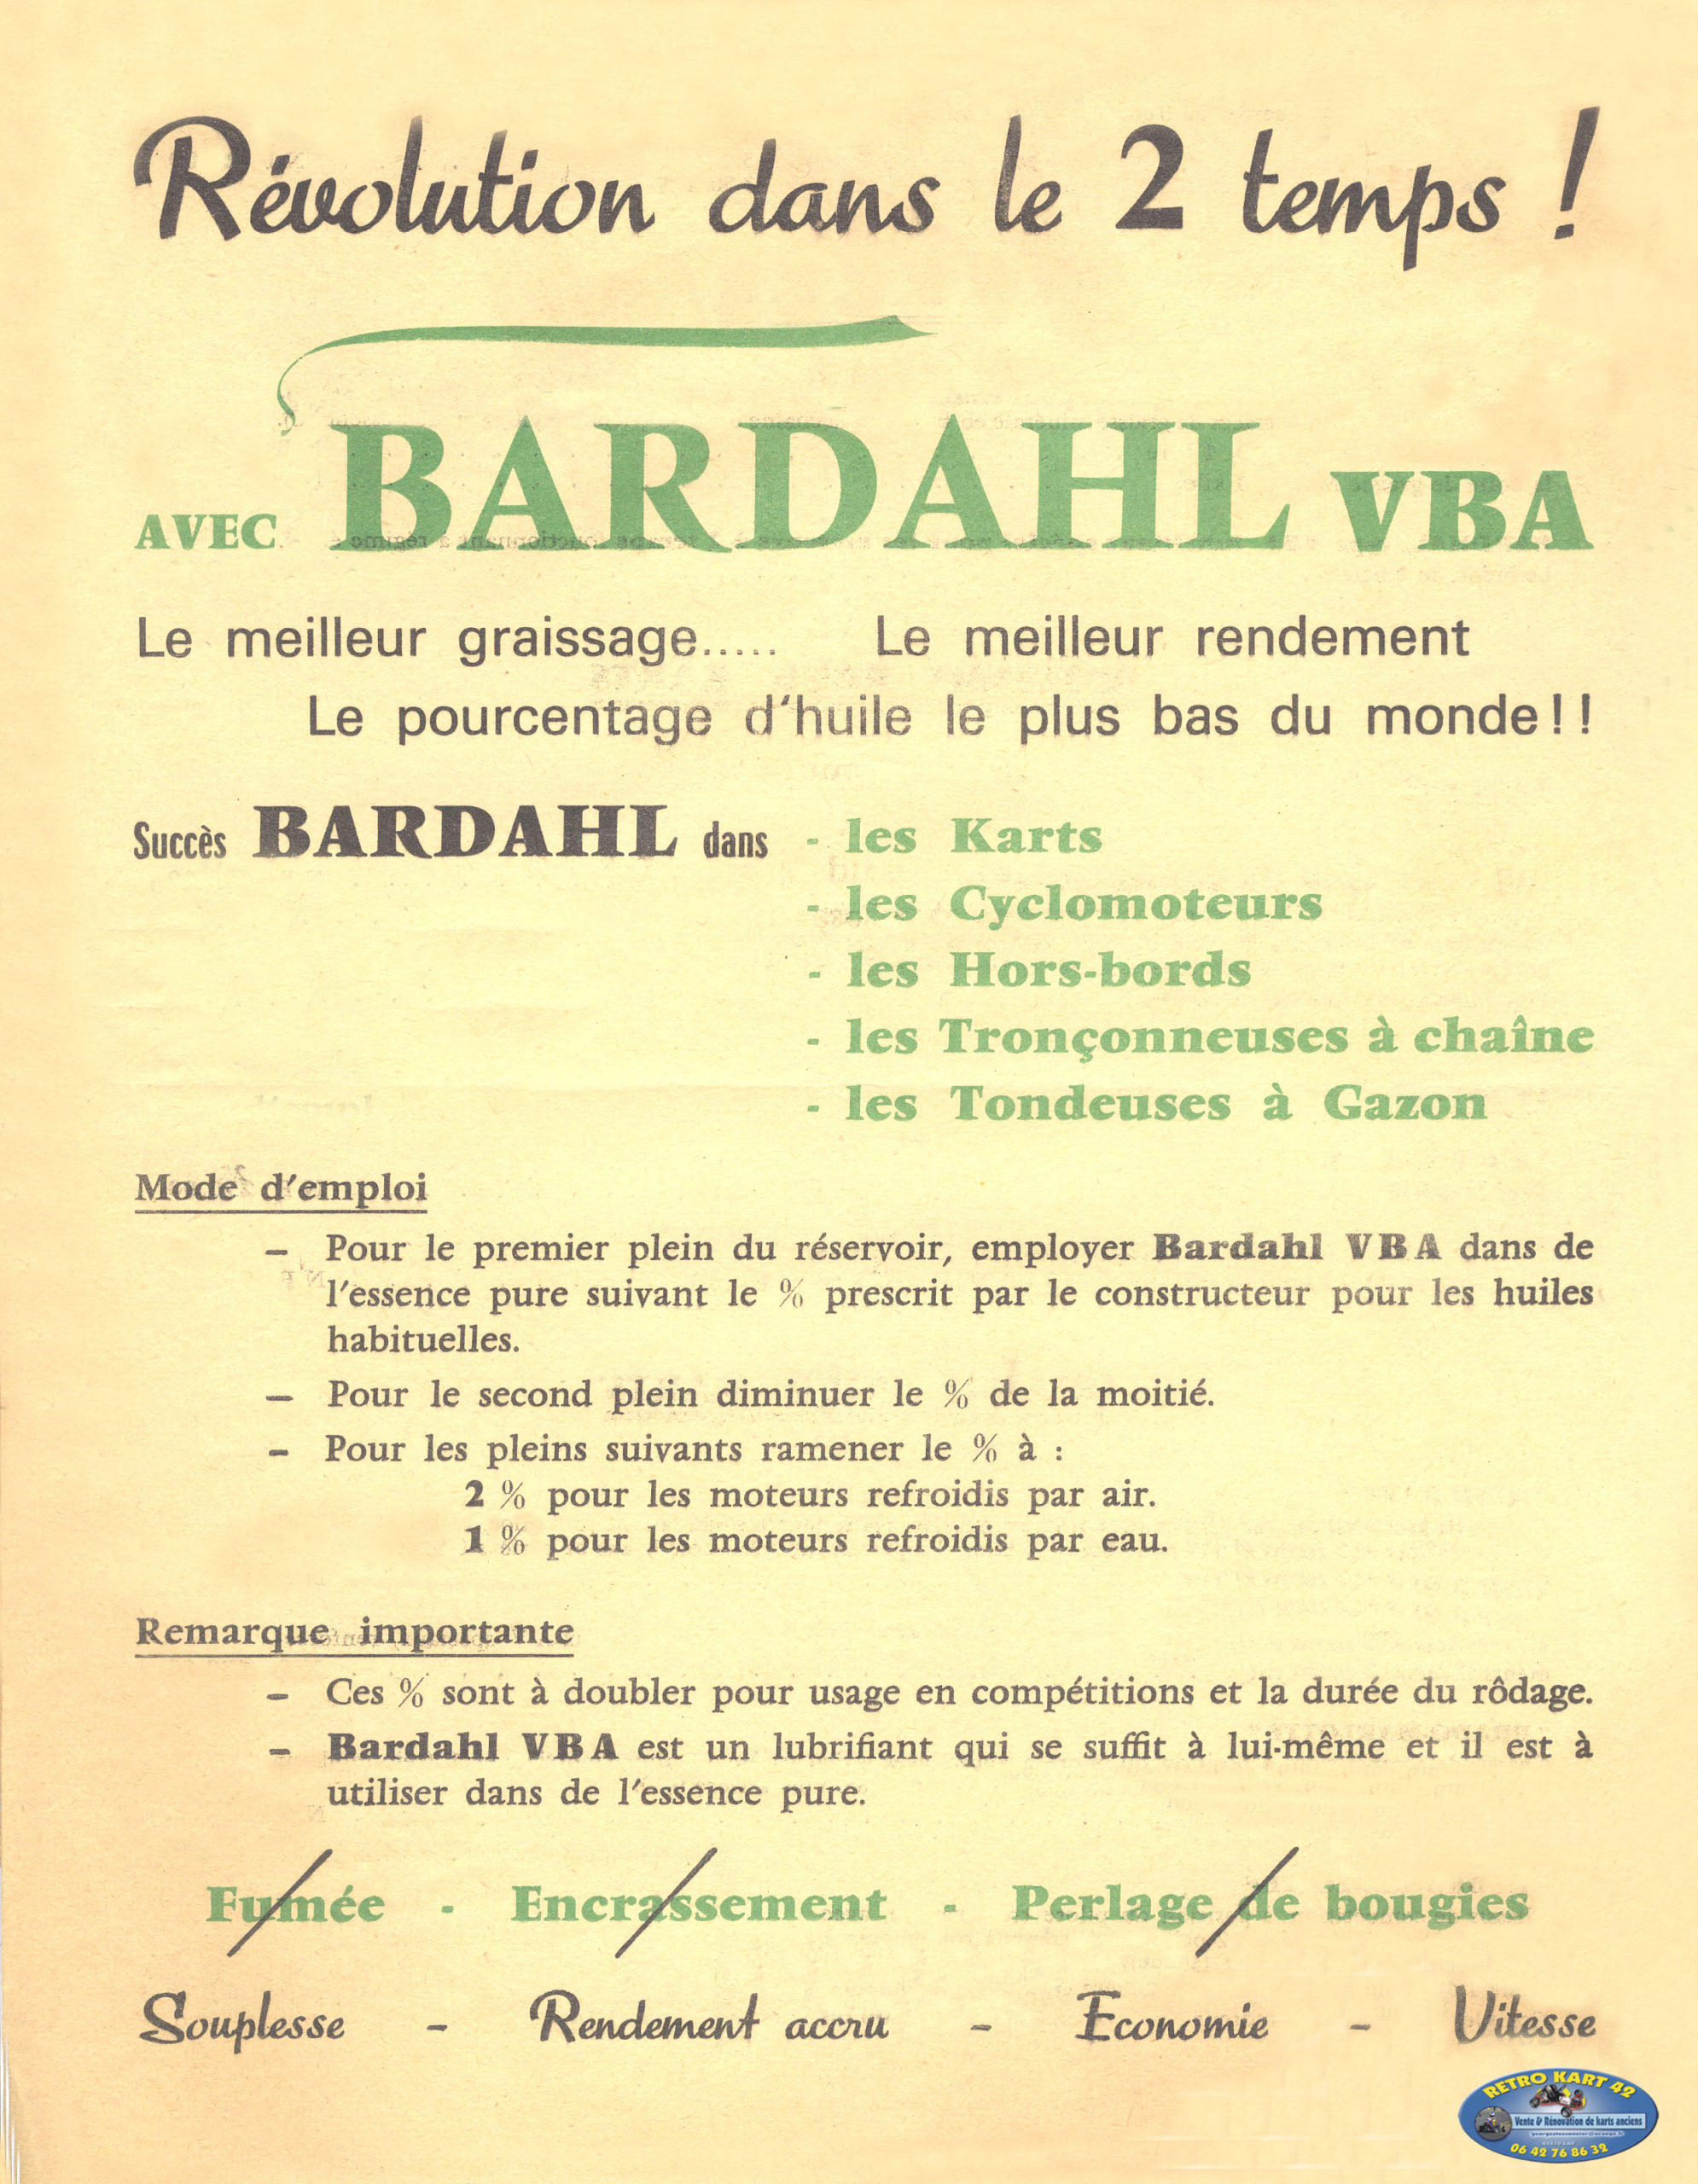 Révolution dans le 2 temps !
AVEC BARDAHL VBA
Le meilleur graissage..... Le meilleur rendement
Le pourcentage d'huile le plus bas du monde!!
Succès BARDAHL dans - les Karts
- les Cyclomoteurs
- les Hors-bords
- les Tronçonneuses à chaîne
- les Tondeuses à Gazon
Mode d'emploi
— Pour le premier plein du réservoir, employer Bardahl VBA dans de
l'essence pure suivant le % prescrit par le constructeur pour les huiles
habituelles.
— Pour le second plein diminuer le % de la moitié.
— Pour les pleins suivants ramener le % à :
2 % pour les moteurs refroidis par air.
1 % pour les moteurs refroidis par eau.
Remarque importante
— Ces % sont à doubler pour usage en compétitions et la durée du rôdage.
— Bardahl VBA est un lubrifiant qui se suffit à lui-même et il est à
utiliser dans de l'essence pure.
Fumée - Encrassement - Perlage de bougies
Souplesse - Rendement accru - Economie - Vitesse
RETRO KART 42
Vente & Rénovation de karts anciens
06 42 76 86 32